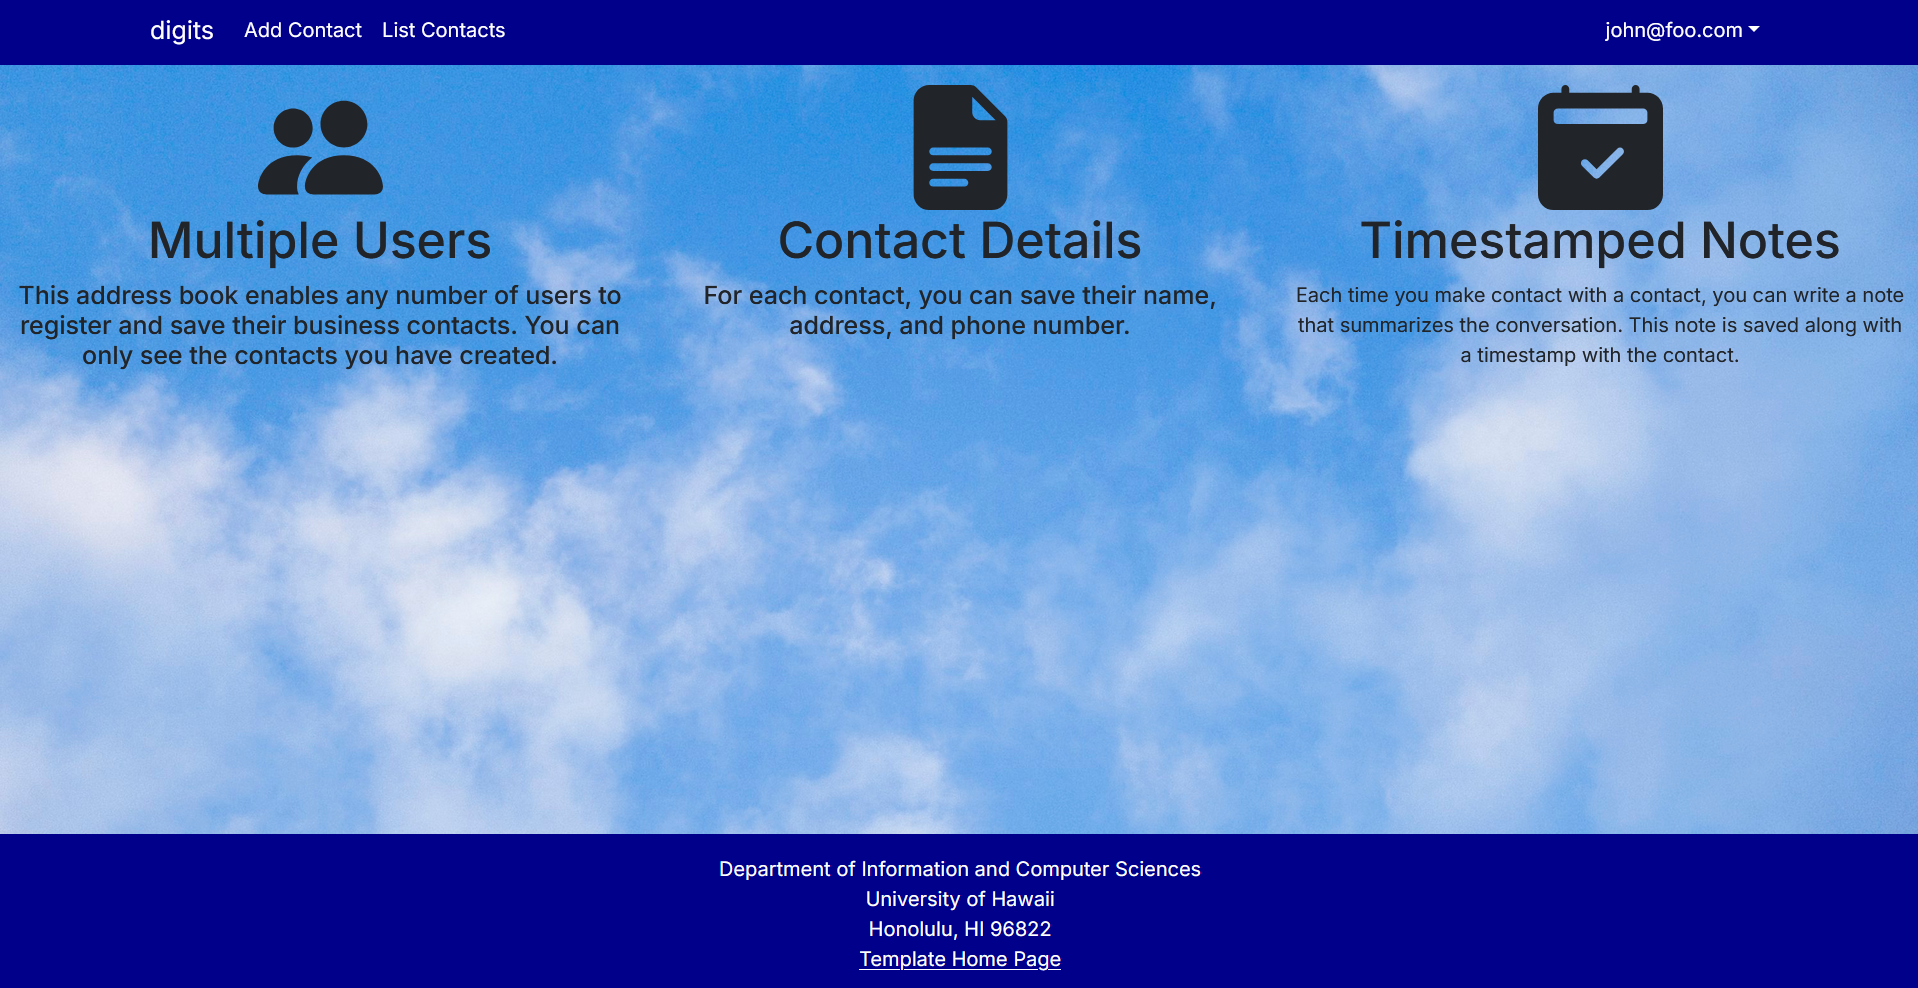 digits Add Contact List Contacts john@foo.com
Multiple Users
This address book enables any number of users to
register and save their business contacts. You can
only see the contacts you have created.
Contact Details
For each contact, you can save their name,
address, and phone number.
Timestamped Notes
Each time you make contact with a contact, you can write a note
that summarizes the conversation. This note is saved along with
a timestamp with the contact.
Department of Information and Computer Sciences
University of Hawaii
Honolulu, HI 96822
Template Home Page